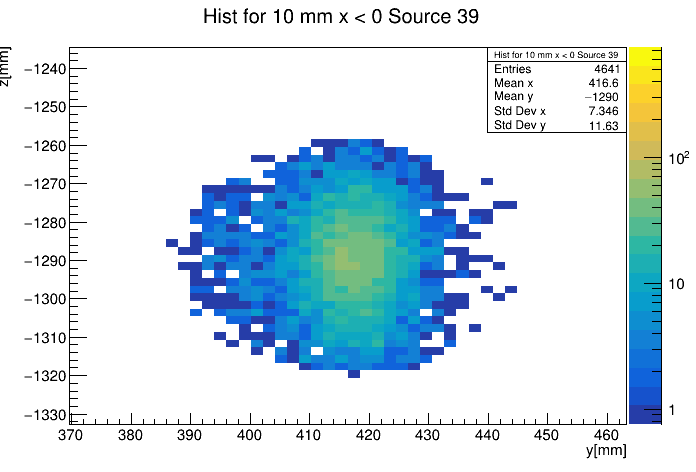 Hist for 10 mm x < 0 Source 39
z[mm]
Hist for 10 mm x < 0 Source 39
Entries 4641
Mean x 416.6
Mean y −1290
Std Dev x 7.346
Std Dev y 11.63
−1240
−1250
−1260
−1270
−1280
−1290
−1300
−1310
−1320
−1330
10²
10
1
370 380 390 400 410 420 430 440 450 460
y[mm]